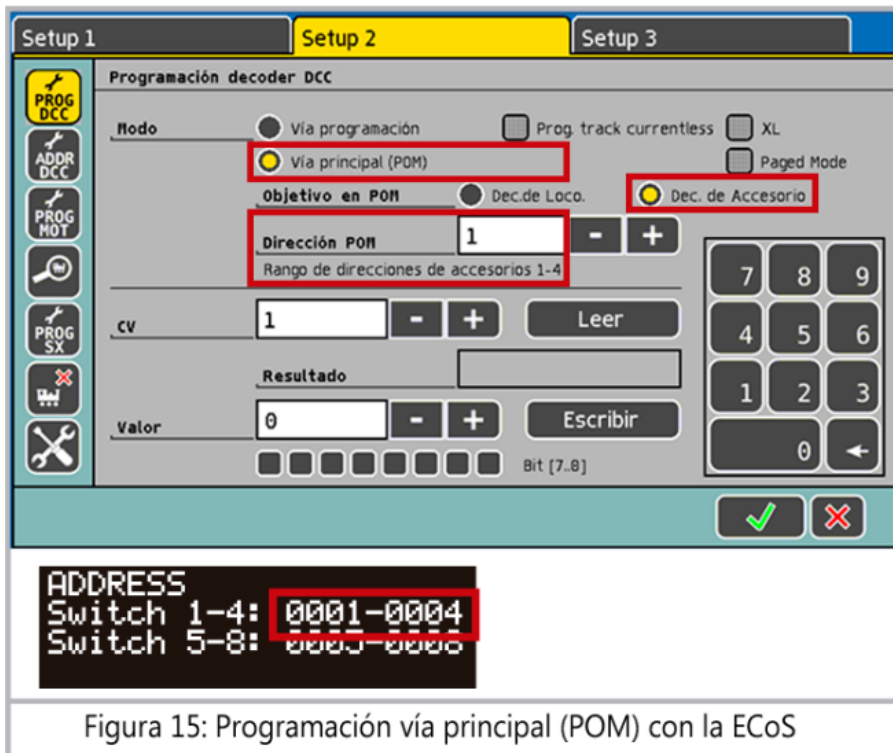 Setup 1 Setup 2 Setup 3
Programación decoder DCC
PROG DCC
Modo Vía programación Prog. track currentless XL
ADDR DCC
Vía principal (POM) Paged Mode
Objetivo en POM Dec.de Loco. Dec. de Accesorio
PROG MOT
Dirección POM 1 - +
Rango de direcciones de accesorios 1-4
7 8 9
CV 1 - + Leer
PROG SX
4 5 6
Resultado
1 2 3
Valor 0 - + Escribir
0
Bit [7..8]
ADDRESS
Switch 1-4: 0001-0004
Switch 5-8: 0005-0008
Figura 15: Programación vía principal (POM) con la ECoS